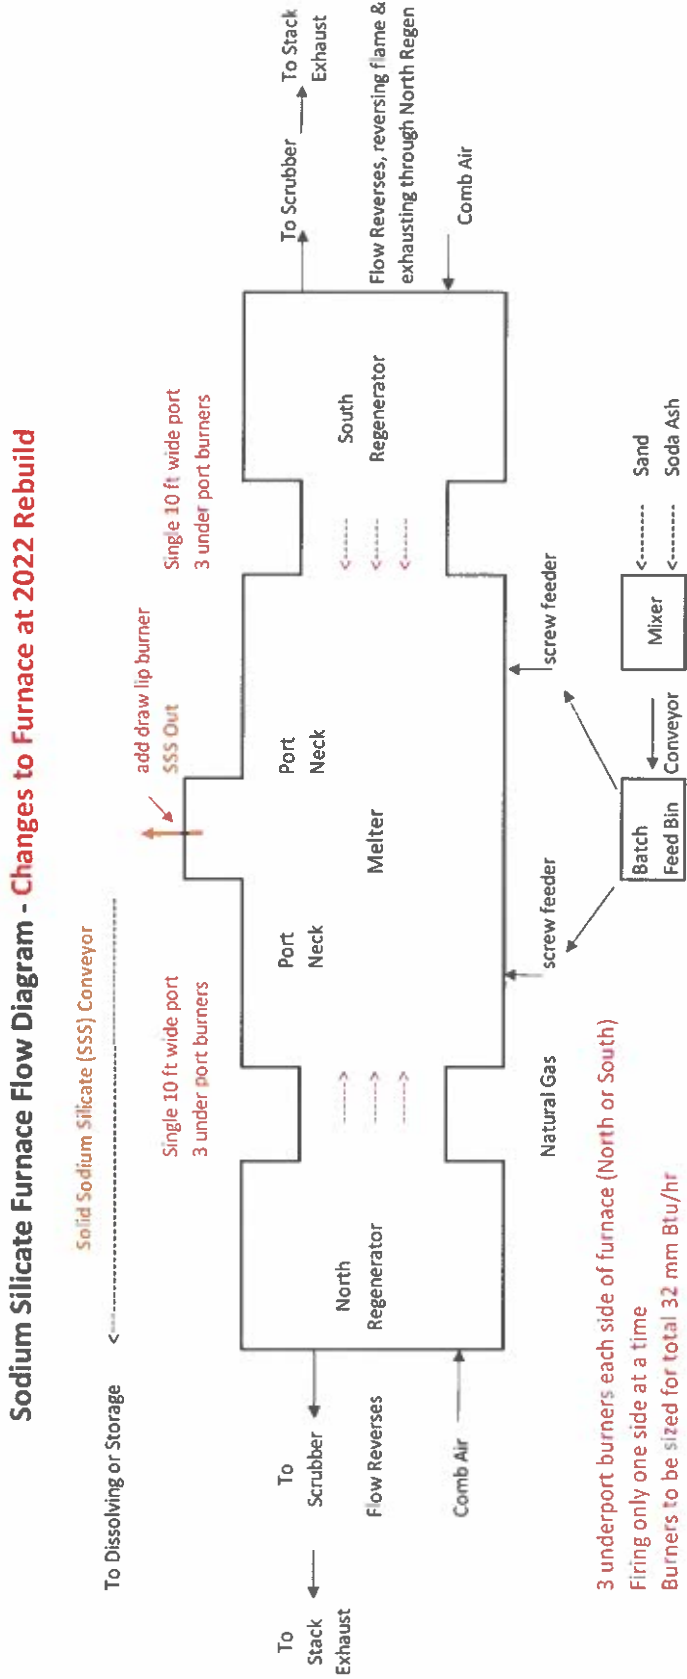 Sodium Silicate Furnace Flow Diagram - Changes to Furnace at 2022 Rebuild
Solid Sodium Silicate (SSS) Conveyor
To Dissolving or Storage
add draw lip burner
SSS Out
Single 10 ft wide port
3 under port burners
Single 10 ft wide port
3 under port burners
To
Stack
Exhaust
To
Scrubber
Port
Neck
Port
Neck
To Scrubber
To Stack
Exhaust
Flow Reverses
North
Regenerator
Melter
South
Regenerator
Flow Reverses, reversing flame &
exhausting through North Regen
Comb Air
Comb Air
Natural Gas
screw feeder
screw feeder
3 underport burners each side of furnace (North or South)
Firing only one side at a time
Burners to be sized for total 32 mm Btu/hr
Batch
Feed Bin
Conveyor
Mixer
Sand
Soda Ash